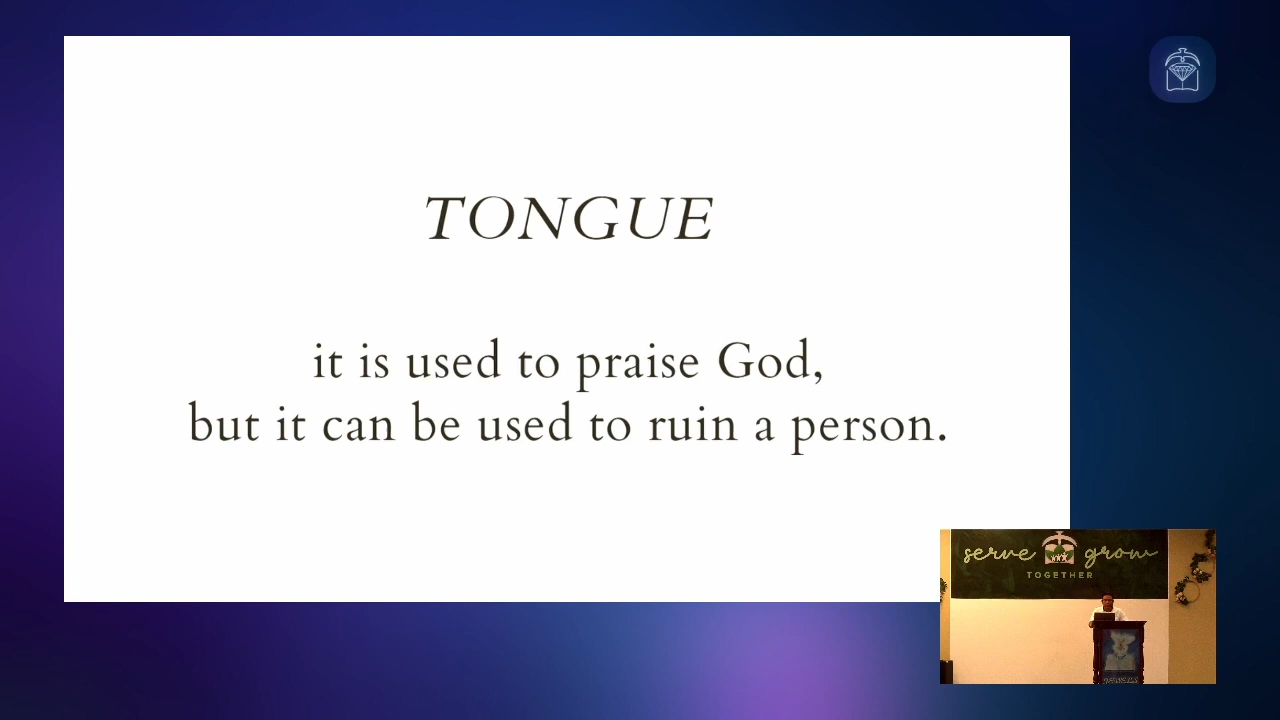 TONGUE
it is used to praise God,
but it can be used to ruin a person.
serve grow
TOGETHER